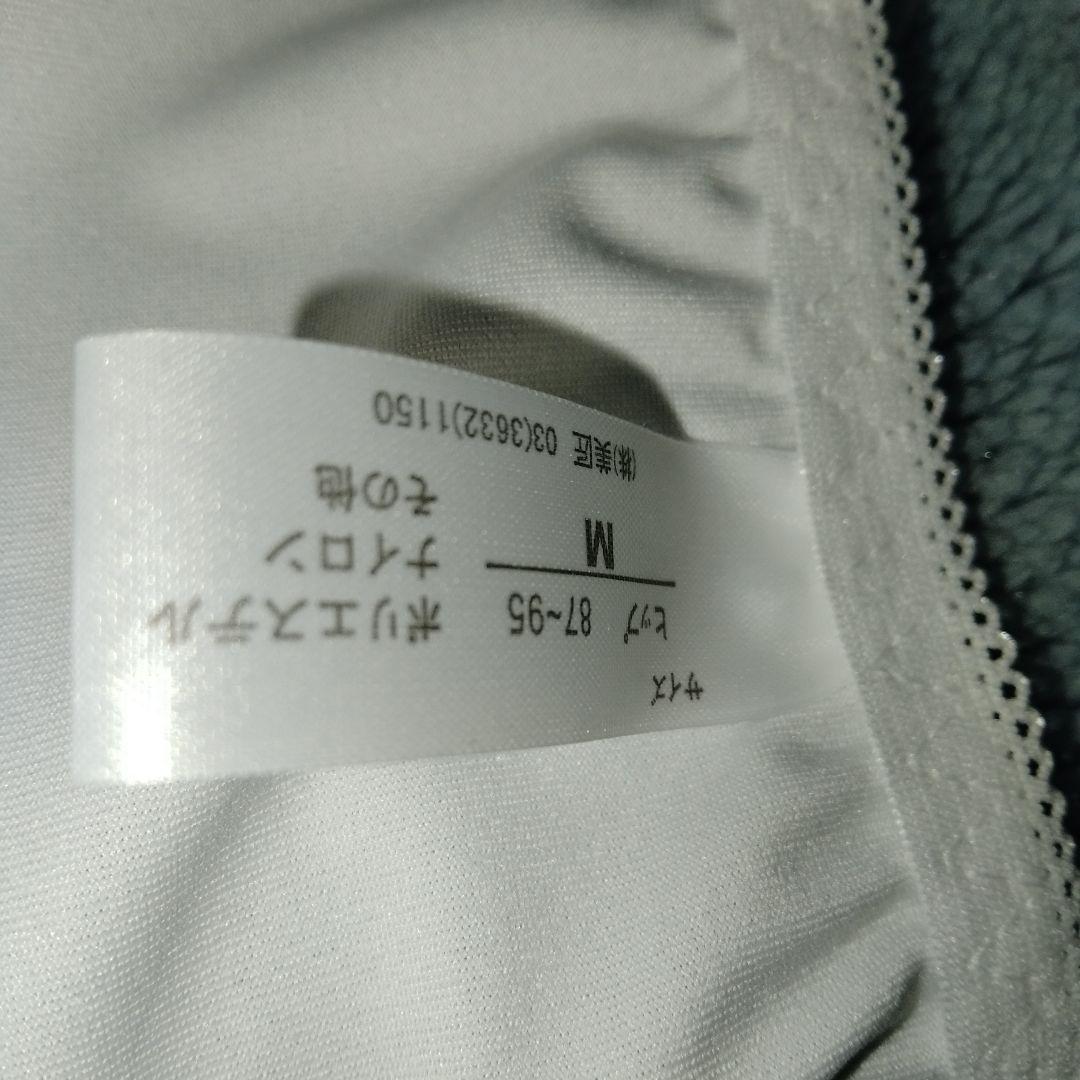 サイズ
ヒップ 87~95
M
(株)美匠 03(3632)1150
ポリエステル
ナイロン
その他